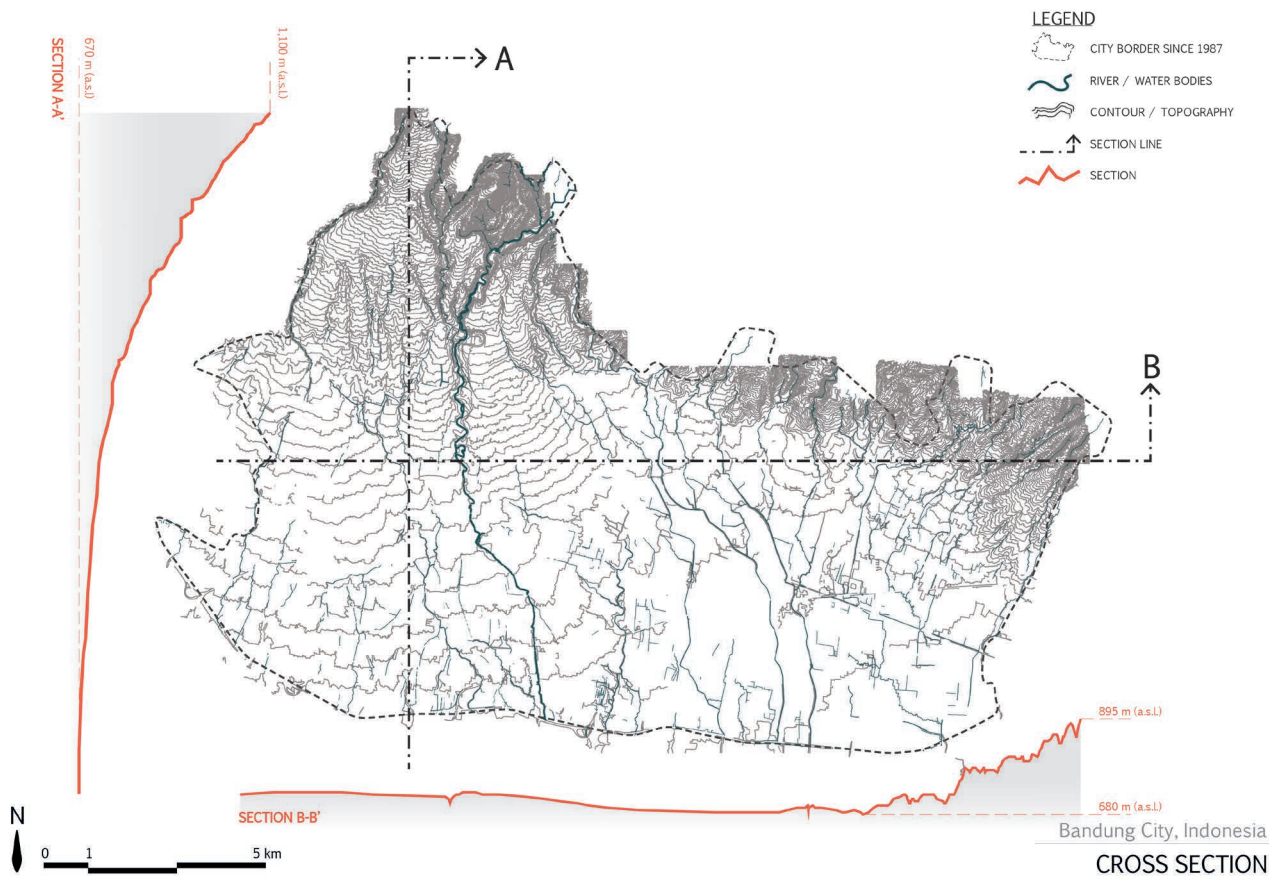 LEGEND
CITY BORDER SINCE 1987
RIVER / WATER BODIES
CONTOUR / TOPOGRAPHY
SECTION LINE
SECTION
SECTION A-A'
670 m (a.s.l)
1,100 m (a.s.l)
A
B
895 m (a.s.l.)
680 m (a.s.l)
SECTION B-B'
N
0 1 5 km
Bandung City, Indonesia
CROSS SECTION